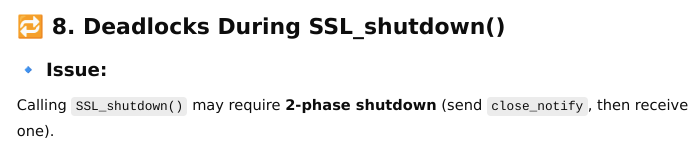 🔁 8. Deadlocks During SSL_shutdown()
🔹 Issue:
Calling SSL_shutdown() may require 2-phase shutdown (send close_notify, then receive
one).